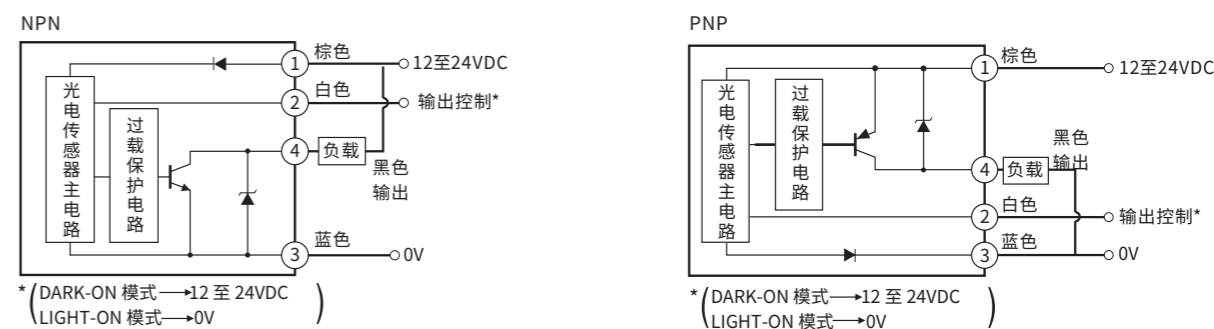 NPN
光电传感器主电路
过载保护电路
1
棕色
12至24VDC
2
白色
输出控制*
4
负载
黑色
输出
3
蓝色
0V
*(DARK-ON 模式→12 至 24VDC
LIGHT-ON 模式→0V)
PNP
光电传感器主电路
过载保护电路
1
棕色
12至24VDC
黑色
输出
4
负载
2
白色
输出控制*
3
蓝色
0V
*(DARK-ON 模式→12 至 24VDC
LIGHT-ON 模式→0V)